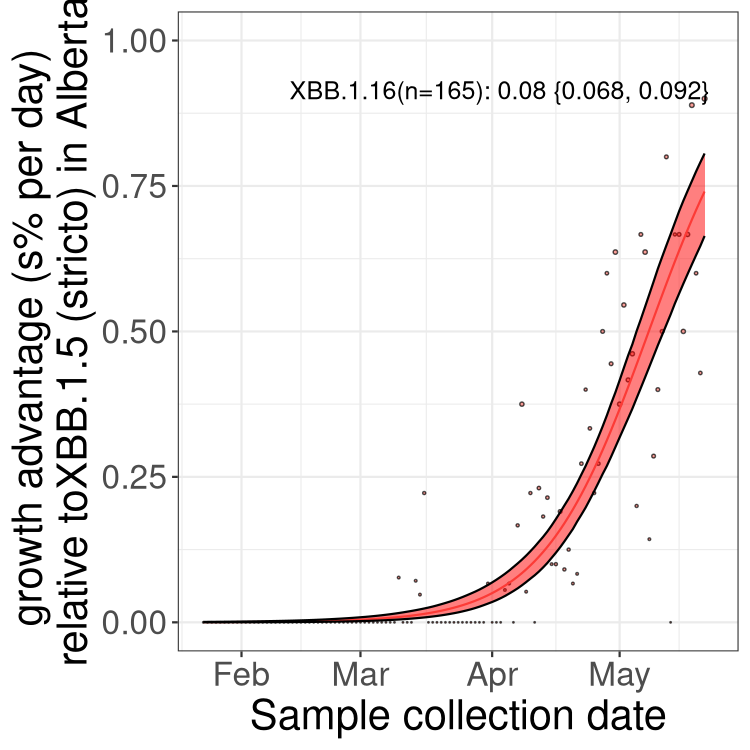 growth advantage (s% per day)
relative toXBB.1.5 (stricto) in Alberta
1.00
0.75
0.50
0.25
0.00
XBB.1.16(n=165): 0.08 {0.068, 0.092}
Feb Mar Apr May
Sample collection date